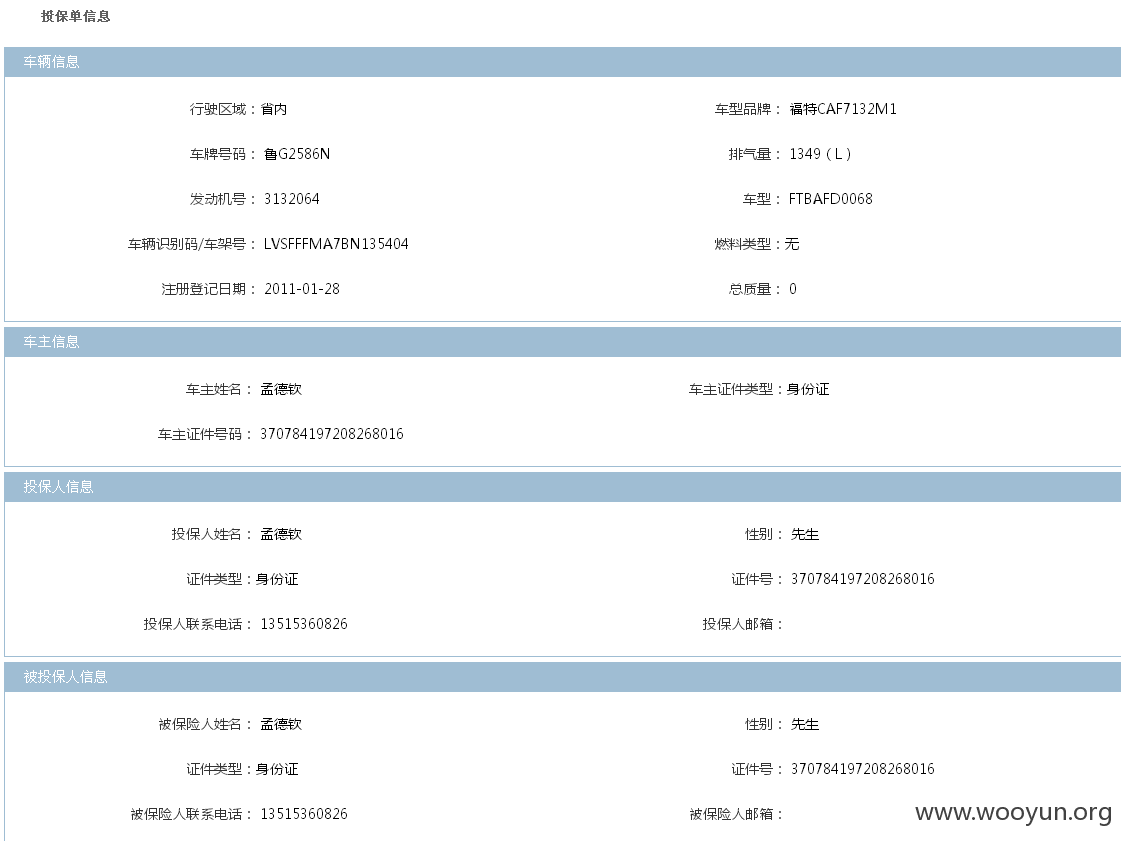 投保单信息
车辆信息
行驶区域：省内 车型品牌： 福特CAF7132M1
车牌号码： 鲁G2586N 排气量： 1349（L）
发动机号： 3132064 车型： FTBAFD0068
车辆识别码/车架号： LVSFFFMA7BN135404 燃料类型：无
注册登记日期： 2011-01-28 总质量： 0
车主信息
车主姓名： 孟德钦 车主证件类型：身份证
车主证件号码： 370784197208268016
投保人信息
投保人姓名： 孟德钦 性别： 先生
证件类型：身份证 证件号： 370784197208268016
投保人联系电话： 13515360826 投保人邮箱：
被投保人信息
被保险人姓名： 孟德钦 性别： 先生
证件类型：身份证 证件号： 370784197208268016
被保险人联系电话： 13515360826 被保险人邮箱：
www.wooyun.org